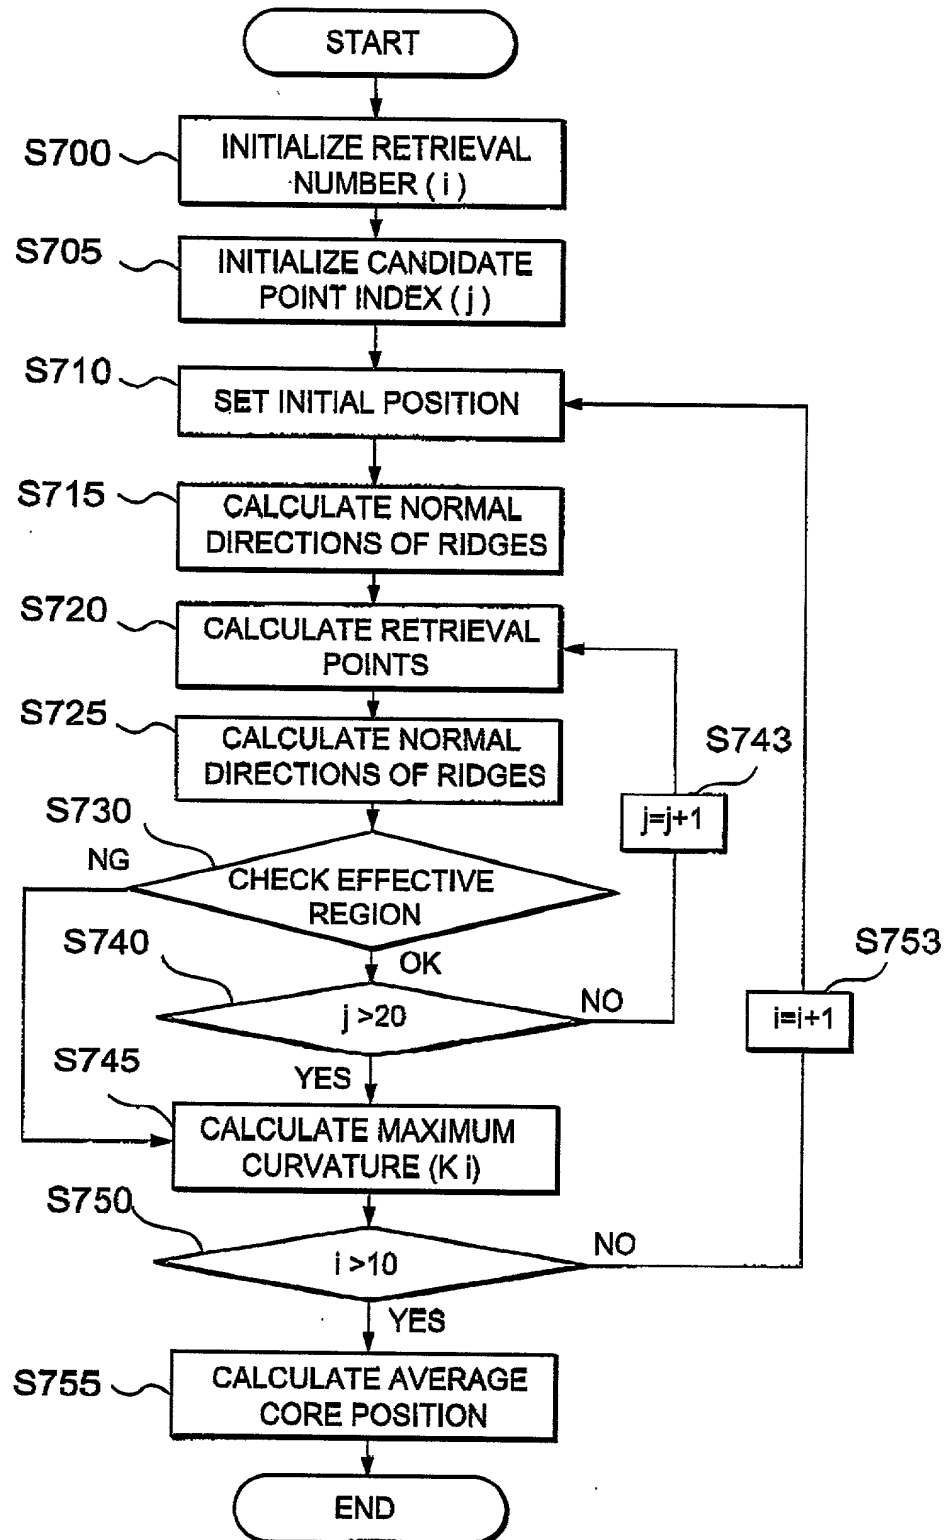 START
S700
INITIALIZE RETRIEVAL
NUMBER ( i )
S705
INITIALIZE CANDIDATE
POINT INDEX ( j )
S710
SET INITIAL POSITION
S715
CALCULATE NORMAL
DIRECTIONS OF RIDGES
S720
CALCULATE RETRIEVAL
POINTS
S725
CALCULATE NORMAL
DIRECTIONS OF RIDGES
S743
j=j+1
S730
NG
CHECK EFFECTIVE
REGION
OK
S740
j >20
NO
S753
i=i+1
S745
YES
CALCULATE MAXIMUM
CURVATURE (K i)
S750
i >10
NO
YES
S755
CALCULATE AVERAGE
CORE POSITION
END